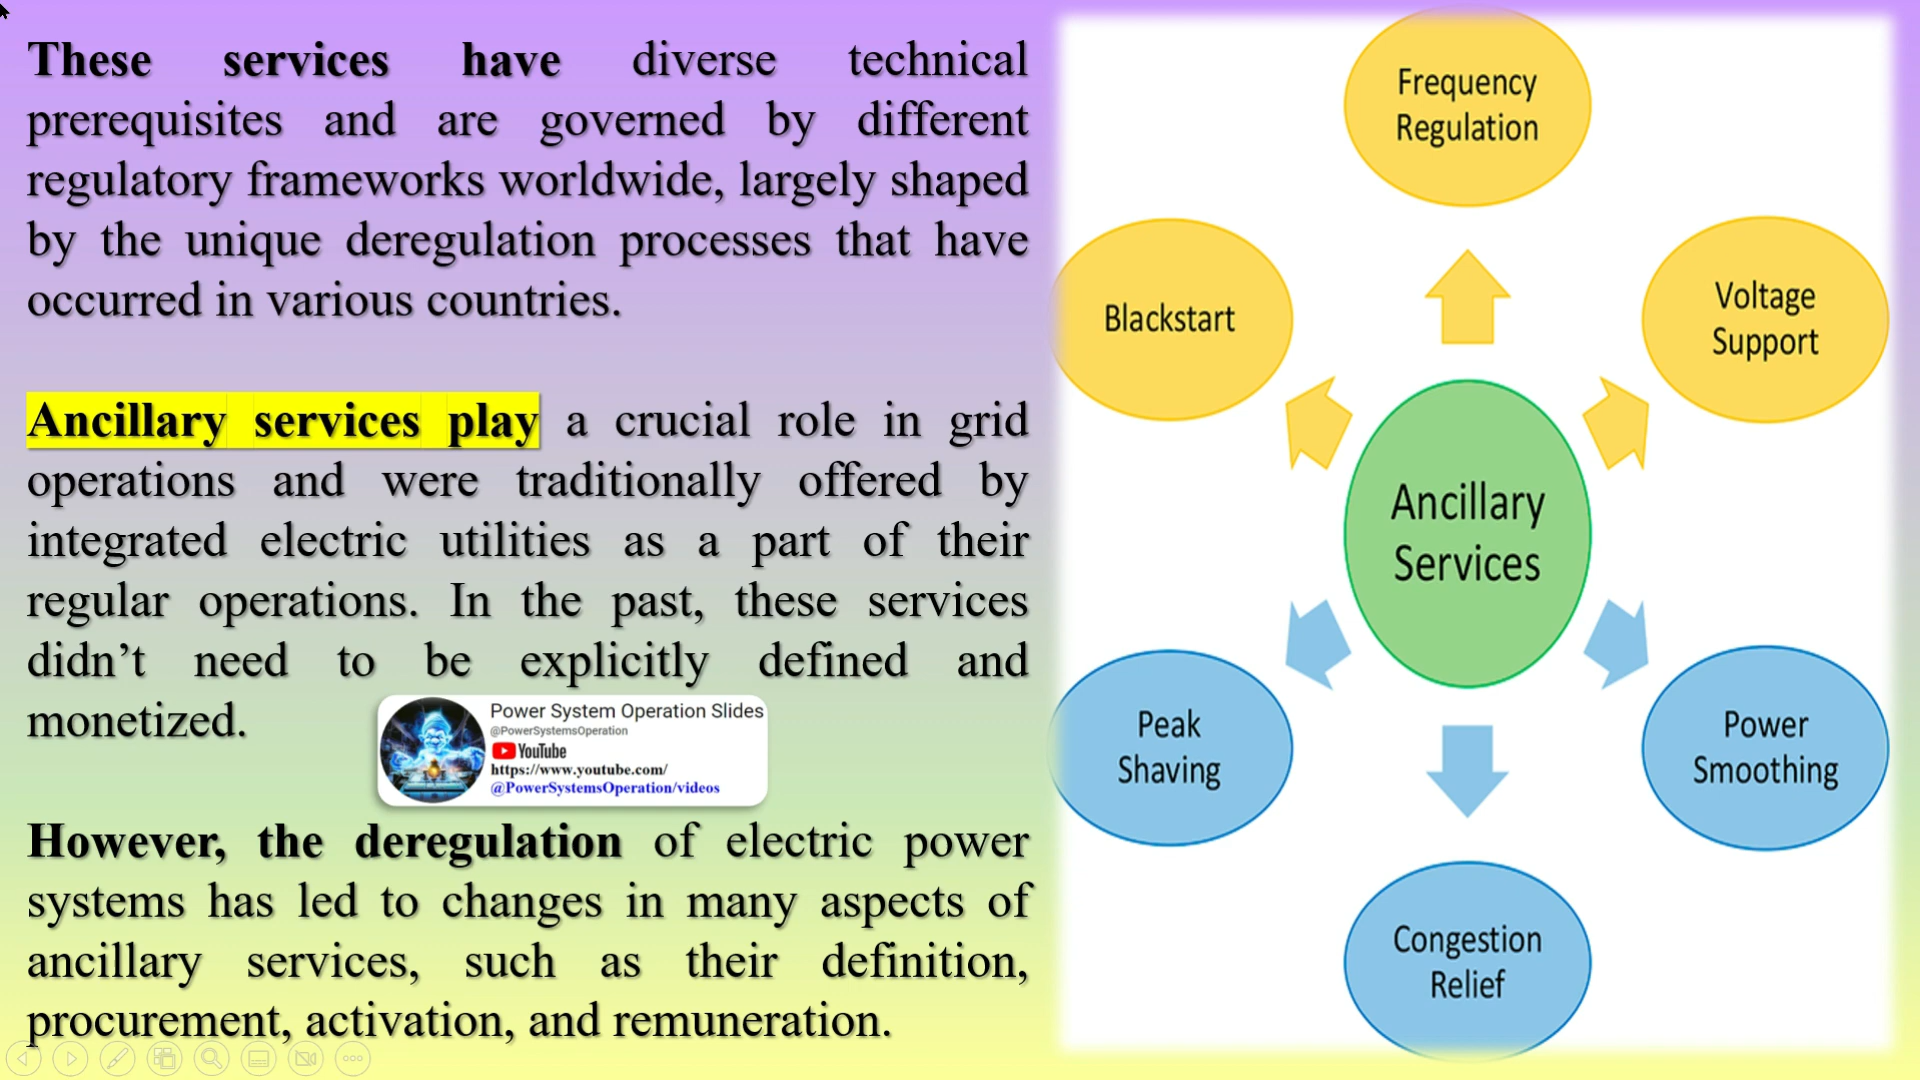 These services have diverse technical
prerequisites and are governed by different
regulatory frameworks worldwide, largely shaped
by the unique deregulation processes that have
occurred in various countries.
Ancillary services play a crucial role in grid
operations and were traditionally offered by
integrated electric utilities as a part of their
regular operations. In the past, these services
didn’t need to be explicitly defined and
monetized.
Power System Operation Slides
@PowerSystemsOperation
YouTube
https://www.youtube.com/
@PowerSystemsOperation/videos
However, the deregulation of electric power
systems has led to changes in many aspects of
ancillary services, such as their definition,
procurement, activation, and remuneration.
Frequency
Regulation
Blackstart
Voltage
Support
Ancillary
Services
Peak
Shaving
Power
Smoothing
Congestion
Relief